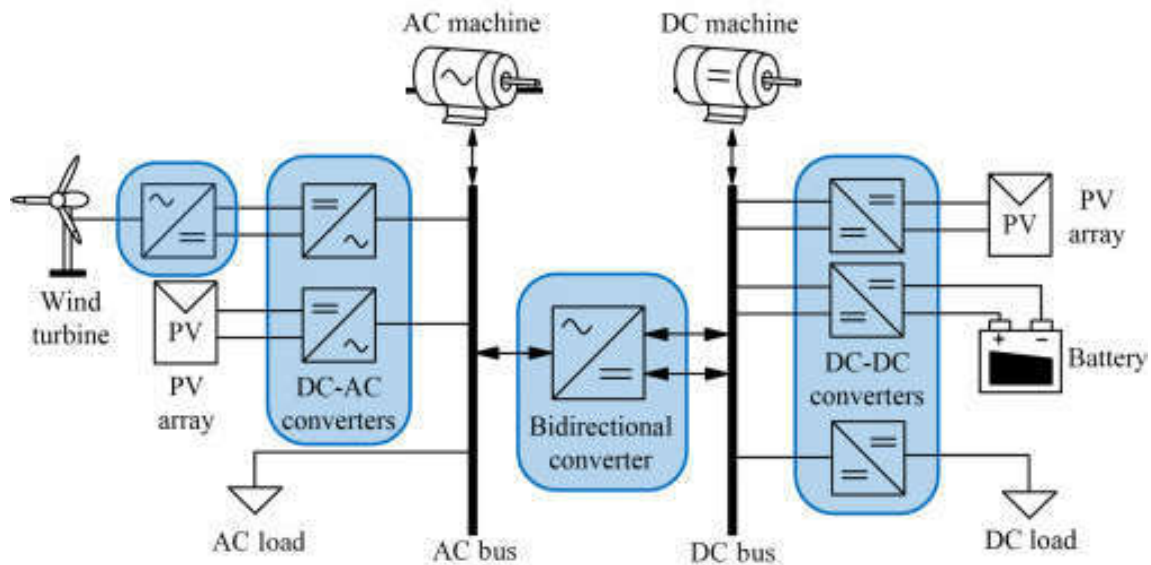 AC machine
DC machine
Wind
turbine
PV
PV
array
DC-AC
converters
Bidirectional
converter
PV
PV
array
+ −
Battery
DC-DC
converters
AC load
AC bus
DC bus
DC load